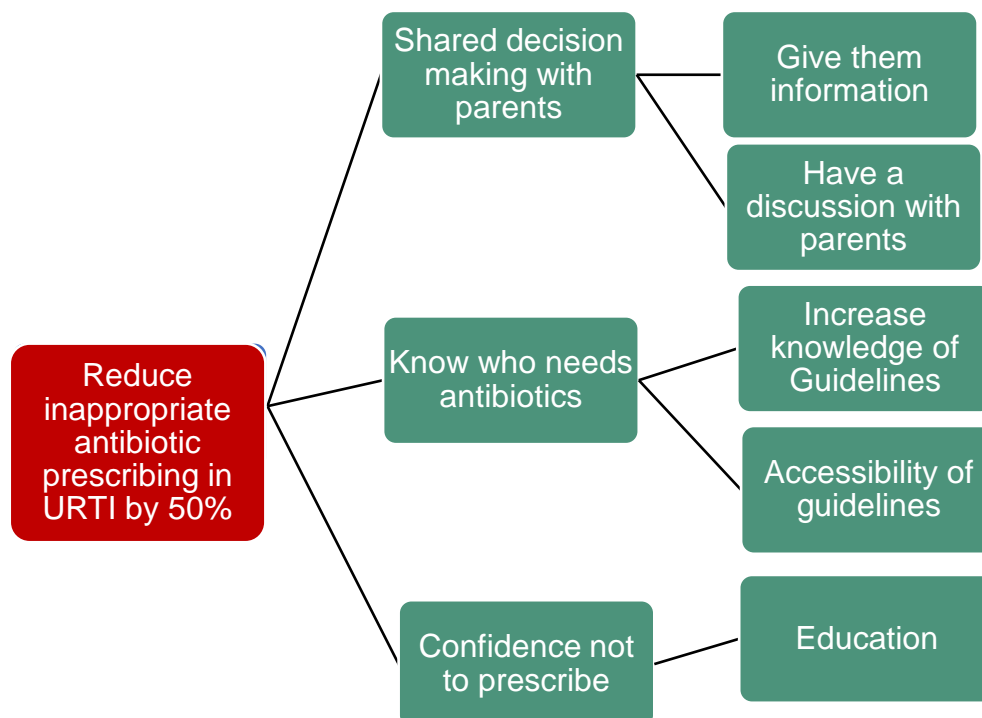 Shared decision
making with
parents
Give them
information
Have a
discussion with
parents
Reduce
inappropriate
antibiotic
prescribing in
URTI by 50%
Know who needs
antibiotics
Increase
knowledge of
Guidelines
Accessibility of
guidelines
Confidence not
to prescribe
Education